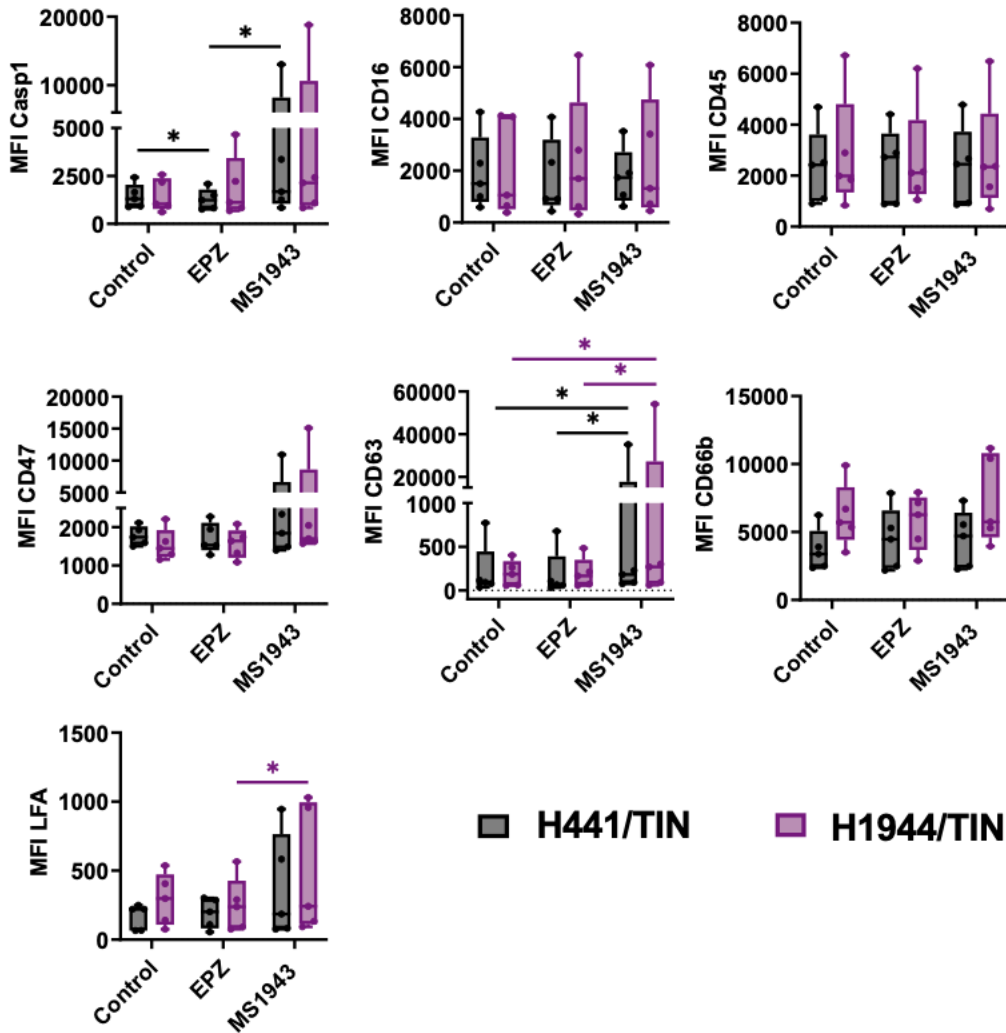 MFI Casp1
20000
10000
5000
2500
0
*
*
Control
EPZ
MS1943
MFI CD16
8000
6000
4000
2000
0
Control
EPZ
MS1943
MFI CD45
8000
6000
4000
2000
0
Control
EPZ
MS1943
MFI CD47
20000
15000
10000
5000
2000
1000
0
Control
EPZ
MS1943
MFI CD63
60000
40000
20000
1000
500
0
*
*
*
*
Control
EPZ
MS1943
MFI CD66b
15000
10000
5000
0
Control
EPZ
MS1943
MFI LFA
1500
1000
500
0
*
Control
EPZ
MS1943
H441/TIN
H1944/TIN